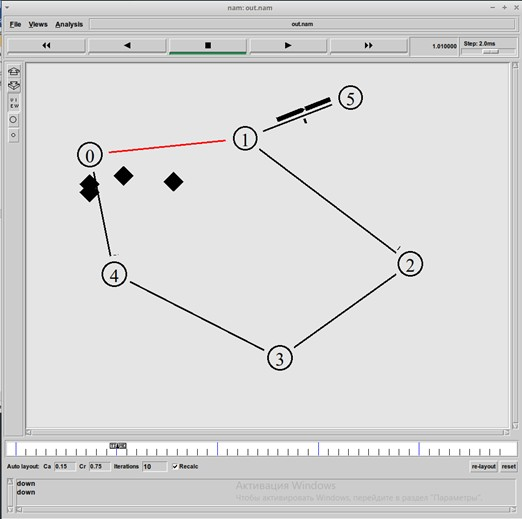 nam: out.nam
File Views Analysis out.nam
1.010000 Step: 2.0ms
VI
EW
5
1
0
2
4
3
Auto layout: Ca 0.15 Cr 0.75 Iterations 10 Recalc re-layout reset
down
down
Активация Windows
Чтобы активировать Windows, перейдите в раздел "Параметры".